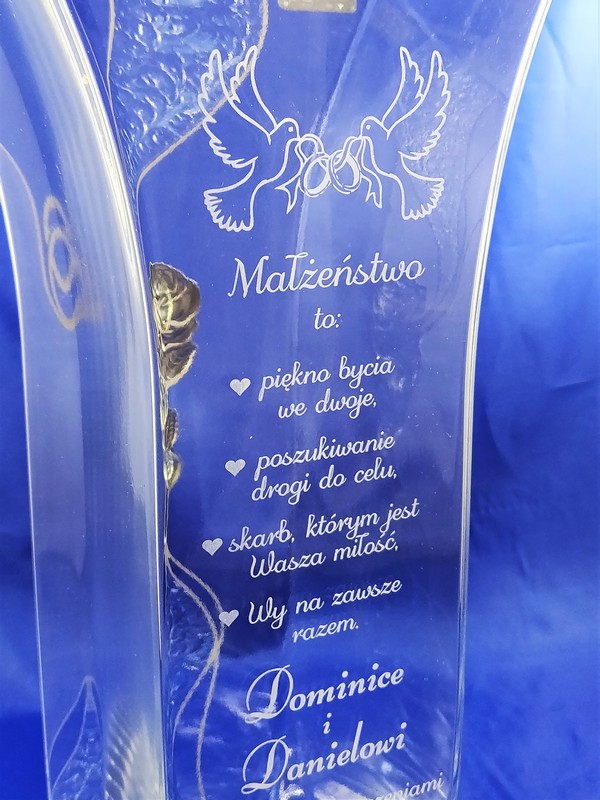 Małżeństwo
to:
piękno bycia
we dwoje,
poszukiwanie
drogi do celu,
skarb, którym jest
Wasza miłość,
Wy na zawsze
razem.
Dominice
i
Danielowi